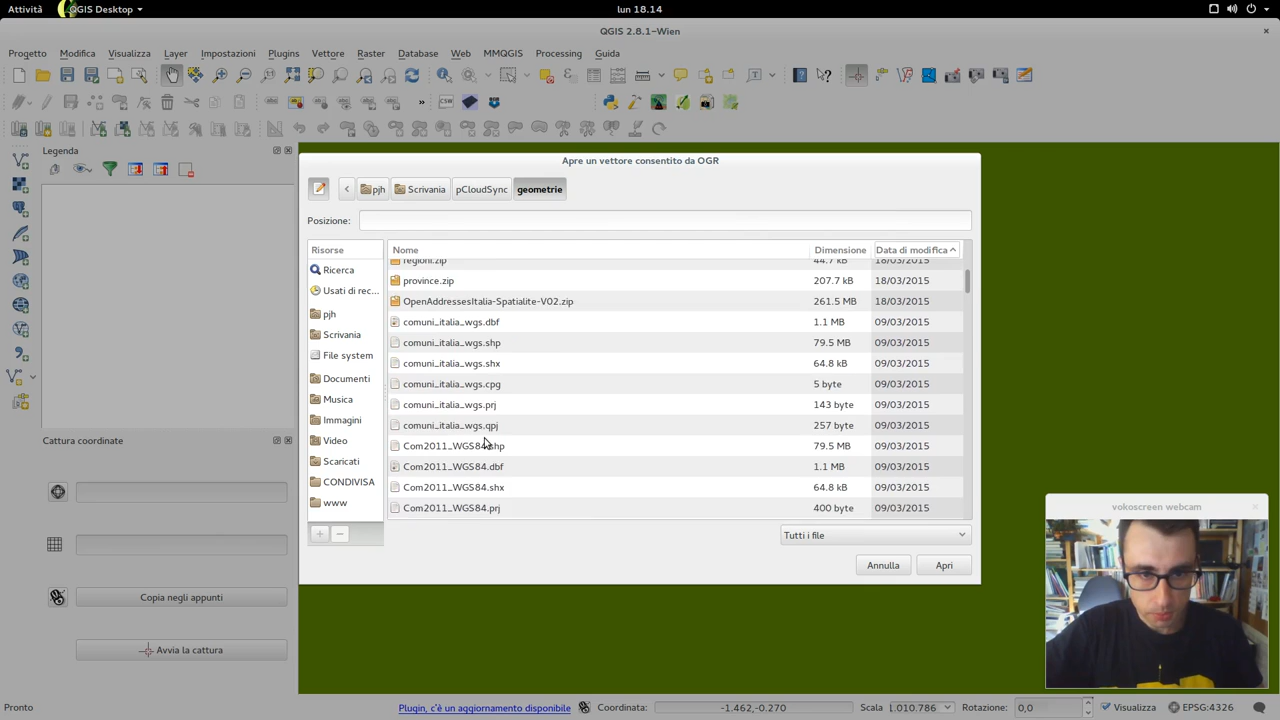 Attività QGIS Desktop lun 18.14
QGIS 2.8.1-Wien
Progetto Modifica Visualizza Layer Impostazioni Plugins Vettore Raster Database Web MMQGIS Processing Guida
Legenda
Apre un vettore consentito da OGR
pjh Scrivania pCloudSync geometrie
Posizione:
Risorse Nome Dimensione Data di modifica
Ricerca
Usati di rec...
pjh
Scrivania
File system
Documenti
Musica
Immagini
Video
Scaricati
CONDIVISA
www
regioni.zip 44.7 kB 18/03/2015
province.zip 207.7 kB 18/03/2015
OpenAddressesItalia-Spatialite-V02.zip 261.5 MB 18/03/2015
comuni_italia_wgs.dbf 1.1 MB 09/03/2015
comuni_italia_wgs.shp 79.5 MB 09/03/2015
comuni_italia_wgs.shx 64.8 kB 09/03/2015
comuni_italia_wgs.cpg 5 byte 09/03/2015
comuni_italia_wgs.prj 143 byte 09/03/2015
comuni_italia_wgs.qpj 257 byte 09/03/2015
Com2011_WGS84.shp 79.5 MB 09/03/2015
Com2011_WGS84.dbf 1.1 MB 09/03/2015
Com2011_WGS84.shx 64.8 kB 09/03/2015
Com2011_WGS84.prj 400 byte 09/03/2015
Tutti i file
Annulla Apri
Cattura coordinate
Copia negli appunti
Avvia la cattura
vokoscreen webcam
Pronto Plugin, c'è un aggiornamento disponibile Coordinata: -1.462,-0.270 Scala 1.010.786 Rotazione: 0,0 Visualizza EPSG:4326